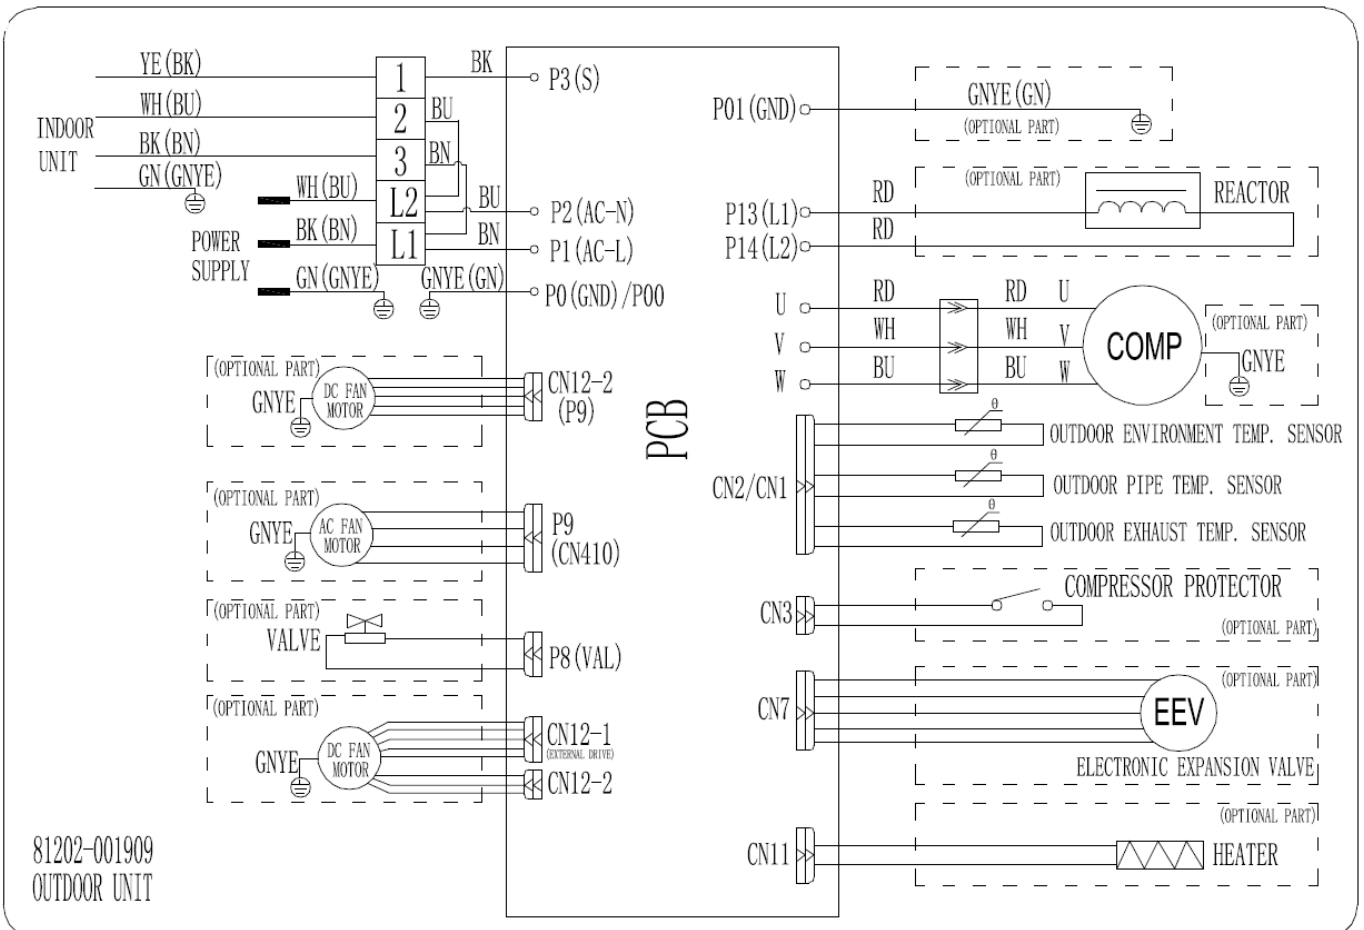 YE(BK)
WH(BU)
INDOOR
UNIT
BK(BN)
GN(GNYE)
1
2
3
L2
L1
BK
BU
BN
BU
BN
WH(BU)
POWER
SUPPLY
BK(BN)
GN(GNYE)
GNYE(GN)
P3(S)
P2(AC-N)
P1(AC-L)
P0(GND)/P00
(OPTIONAL PART)
GNYE
DC FAN
MOTOR
CN12-2
(P9)
(OPTIONAL PART)
GNYE
AC FAN
MOTOR
P9
(CN410)
(OPTIONAL PART)
VALVE
P8(VAL)
(OPTIONAL PART)
GNYE
DC FAN
MOTOR
CN12-1
(EXTERNAL DRIVE)
CN12-2
81202-001909
OUTDOOR UNIT
PCB
P01(GND)
GNYE(GN)
(OPTIONAL PART)
(OPTIONAL PART)
P13(L1)
RD
REACTOR
P14(L2)
RD
U
RD
RD
U
V
WH
WH
V
W
BU
BU
W
COMP
(OPTIONAL PART)
GNYE
CN2/CN1
θ
OUTDOOR ENVIRONMENT TEMP. SENSOR
θ
OUTDOOR PIPE TEMP. SENSOR
θ
OUTDOOR EXHAUST TEMP. SENSOR
CN3
COMPRESSOR PROTECTOR
(OPTIONAL PART)
CN7
(OPTIONAL PART)
EEV
ELECTRONIC EXPANSION VALVE
(OPTIONAL PART)
CN11
HEATER